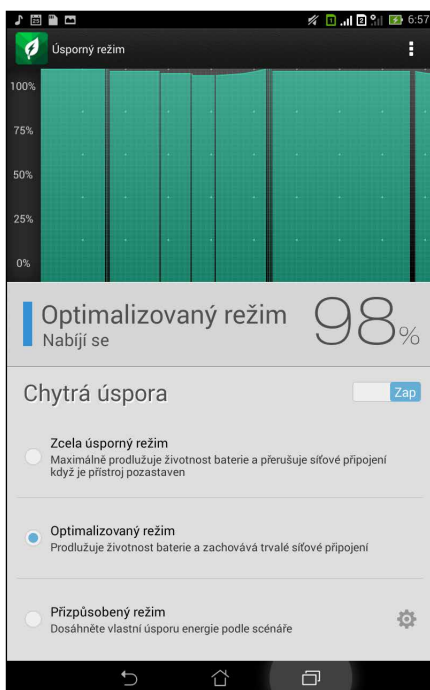 1 2 6:57
Úsporný režim
100%
75%
50%
25%
0%
Optimalizovaný režim
Nabíjí se
98%
Chytrá úspora
Zap
Zcela úsporný režim
Maximálně prodlužuje životnost baterie a přerušuje síťové připojení
když je přístroj pozastaven
Optimalizovaný režim
Prodlužuje životnost baterie a zachovává trvalé síťové připojení
Přizpůsobený režim
Dosáhněte vlastní úsporu energie podle scénáře